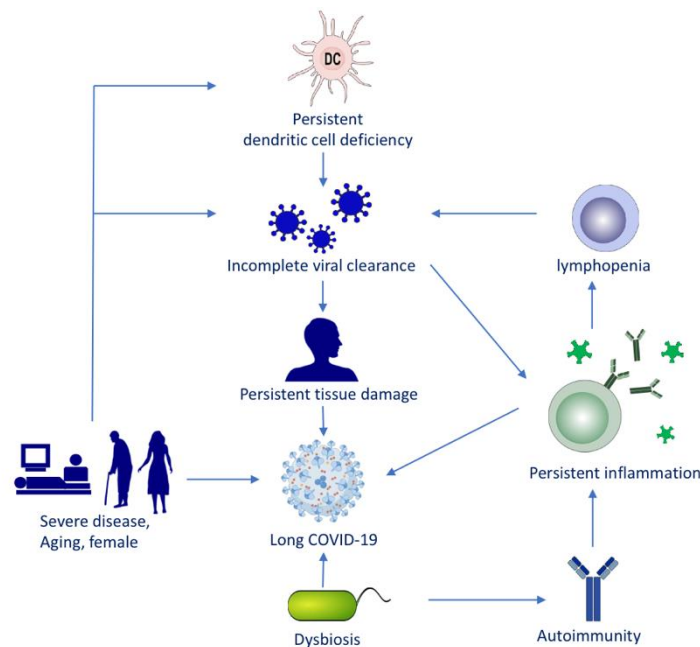 DC
Persistent
dendritic cell deficiency
Incomplete viral clearance
lymphopenia
Persistent tissue damage
Persistent inflammation
Severe disease,
Aging, female
Long COVID-19
Dysbiosis
Autoimmunity